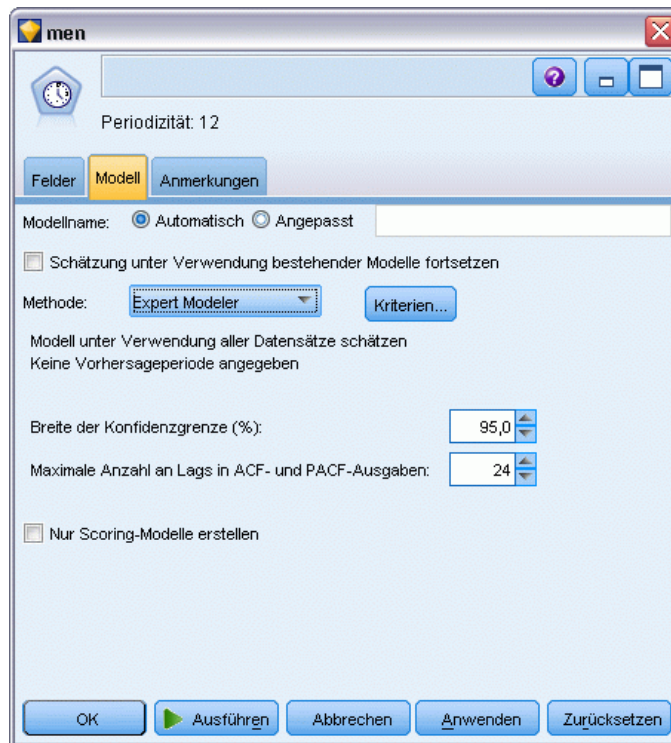 men
Periodizität: 12
Felder Modell Anmerkungen
Modellname: Automatisch Angepasst
Schätzung unter Verwendung bestehender Modelle fortsetzen
Methode: Expert Modeler Kriterien...
Modell unter Verwendung aller Datensätze schätzen
Keine Vorhersageperiode angegeben
Breite der Konfidenzgrenze (%): 95,0
Maximale Anzahl an Lags in ACF- und PACF-Ausgaben: 24
Nur Scoring-Modelle erstellen
OK Ausführen Abbrechen Anwenden Zurücksetzen